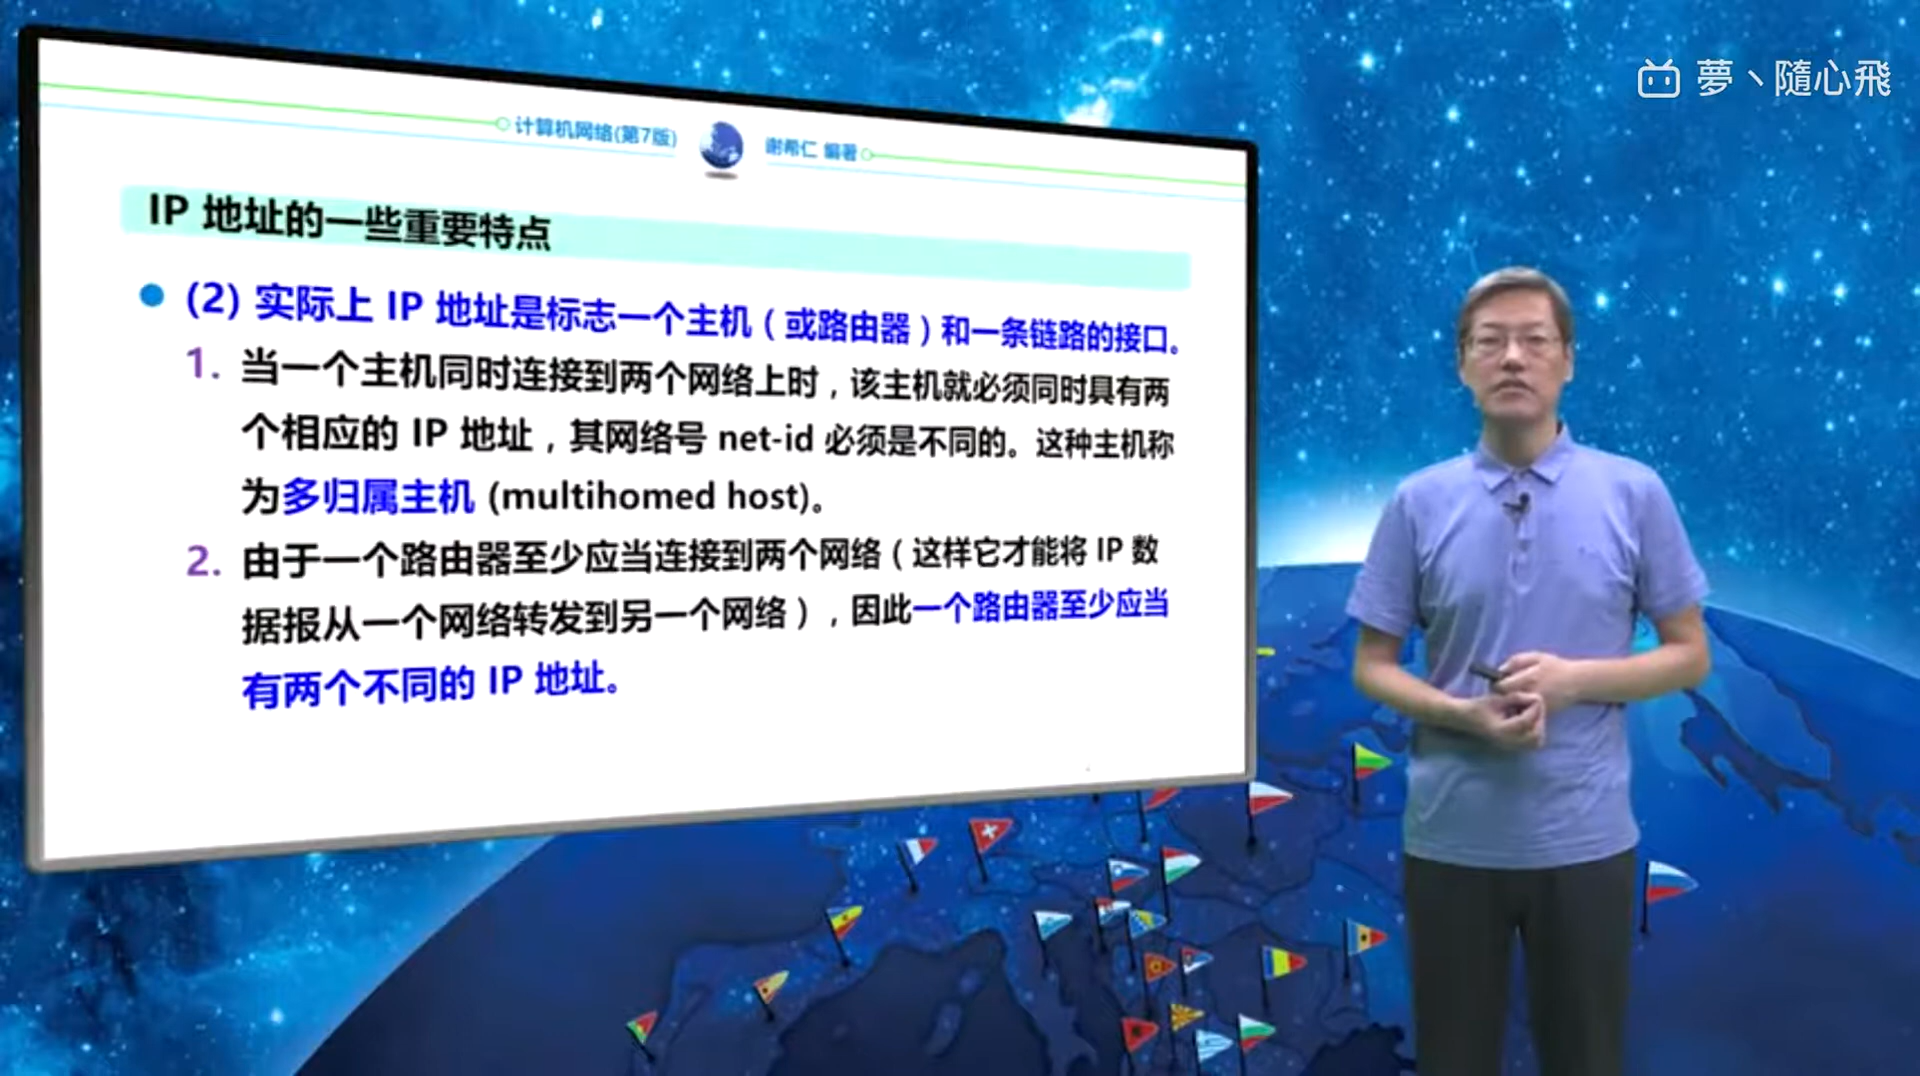 夢丶隨心飛
计算机网络(第7版)
谢希仁 编著
IP 地址的一些重要特点
(2) 实际上 IP 地址是标志一个主机（或路由器）和一条链路的接口。
1. 当一个主机同时连接到两个网络上时，该主机就必须同时具有两
个相应的 IP 地址，其网络号 net-id 必须是不同的。这种主机称
为多归属主机 (multihomed host)。
2. 由于一个路由器至少应当连接到两个网络（这样它才能将 IP 数
据报从一个网络转发到另一个网络），因此一个路由器至少应当
有两个不同的 IP 地址。